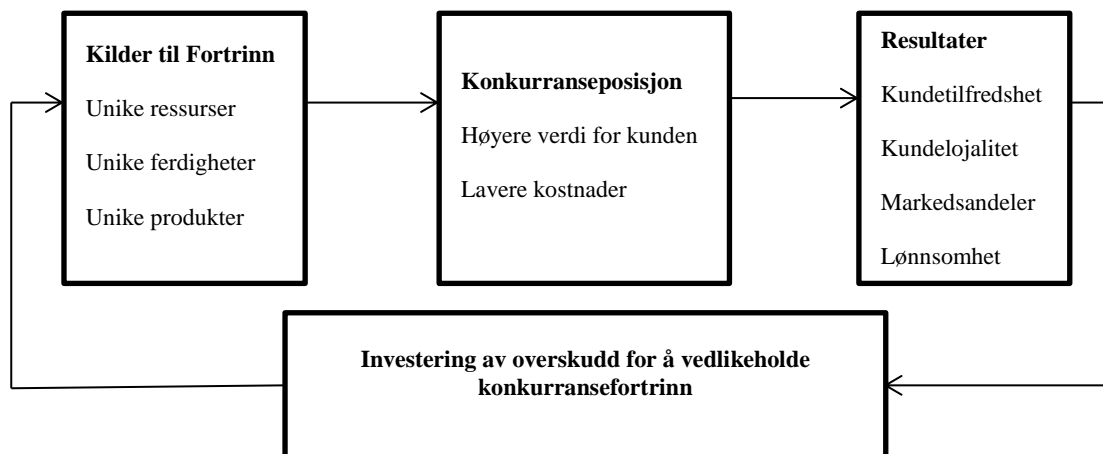 Kilder til Fortrinn
Unike ressurser
Unike ferdigheter
Unike produkter
Konkurranseposisjon
Høyere verdi for kunden
Lavere kostnader
Resultater
Kundetilfredshet
Kundelojalitet
Markedsandeler
Lønnsomhet
Investering av overskudd for å vedlikeholde
konkurransefortrinn